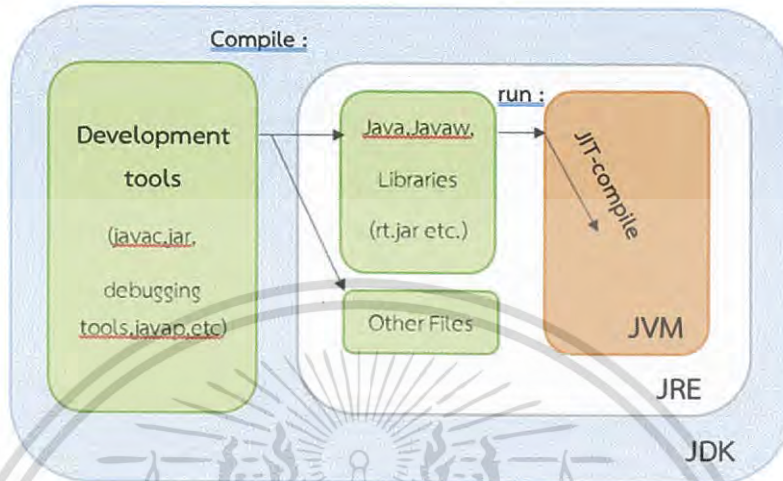 Compile :
Development
tools
(javac,jar,
debugging
tools,javap,etc)
Java,Javaw,
Libraries
(rt.jar etc.)
Other Files
run :
JIT-compile
JVM
JRE
JDK